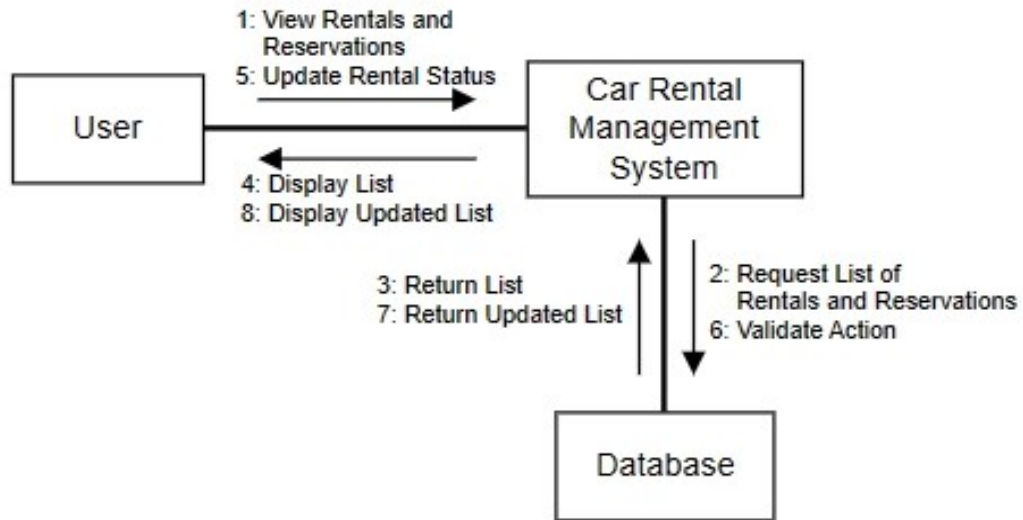 1: View Rentals and
Reservations
5: Update Rental Status
User
Car Rental
Management
System
4: Display List
8: Display Updated List
3: Return List
7: Return Updated List
2: Request List of
Rentals and Reservations
6: Validate Action
Database